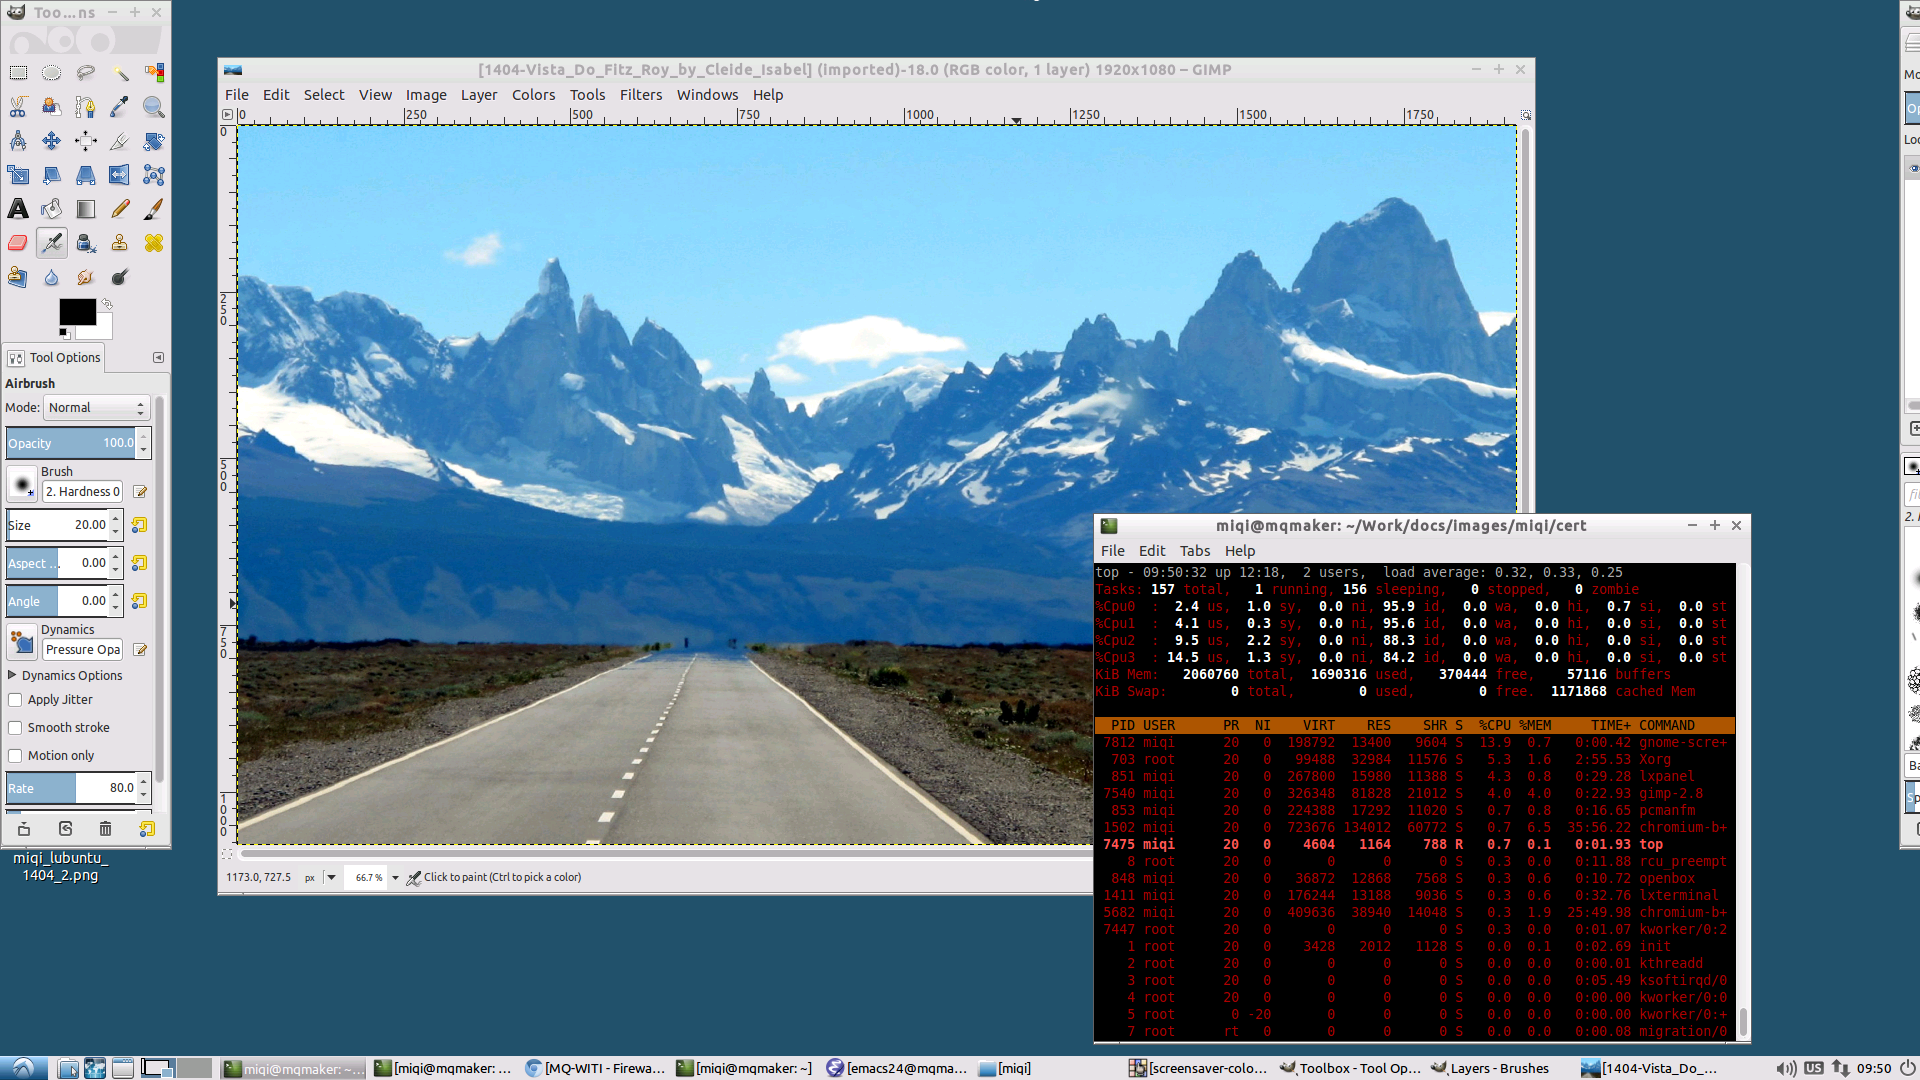 Too...ns
[1404-Vista_Do_Fitz_Roy_by_Cleide_Isabel] (imported)-18.0 (RGB color, 1 layer) 1920x1080 – GIMP
File Edit Select View Image Layer Colors Tools Filters Windows Help
0 250 500 750 1000 1250 1500 1750
0
250
500
750
1000
Tool Options
Airbrush
Mode: Normal
Opacity 100.0
Brush
2. Hardness 0
Size 20.00
Aspect ... 0.00
Angle 0.00
Dynamics
Pressure Opa
Dynamics Options
Apply Jitter
Smooth stroke
Motion only
Rate 80.0
miqi_lubuntu_
1404_2.png
1173.0, 727.5 px 66.7 % Click to paint (Ctrl to pick a color)
miqi@mqmaker: ~/Work/docs/images/miqi/cert
File Edit Tabs Help
top - 09:50:32 up 12:18, 2 users, load average: 0.32, 0.33, 0.25
Tasks: 157 total, 1 running, 156 sleeping, 0 stopped, 0 zombie
%Cpu0 : 2.4 us, 1.0 sy, 0.0 ni, 95.9 id, 0.0 wa, 0.0 hi, 0.7 si, 0.0 st
%Cpu1 : 4.1 us, 0.3 sy, 0.0 ni, 95.6 id, 0.0 wa, 0.0 hi, 0.0 si, 0.0 st
%Cpu2 : 9.5 us, 2.2 sy, 0.0 ni, 88.3 id, 0.0 wa, 0.0 hi, 0.0 si, 0.0 st
%Cpu3 : 14.5 us, 1.3 sy, 0.0 ni, 84.2 id, 0.0 wa, 0.0 hi, 0.0 si, 0.0 st
KiB Mem: 2060760 total, 1690316 used, 370444 free, 57116 buffers
KiB Swap: 0 total, 0 used, 0 free. 1171868 cached Mem
PID USER PR NI VIRT RES SHR S %CPU %MEM TIME+ COMMAND
7812 miqi 20 0 198792 13400 9604 S 13.9 0.7 0:00.42 gnome-scre+
703 root 20 0 99488 32984 11576 S 5.3 1.6 2:55.53 Xorg
851 miqi 20 0 267800 15980 11388 S 4.3 0.8 0:29.28 lxpanel
7540 miqi 20 0 326348 81828 21012 S 4.0 4.0 0:22.93 gimp-2.8
853 miqi 20 0 224388 17292 11020 S 0.7 0.8 0:16.65 pcmanfm
1502 miqi 20 0 723676 134012 60772 S 0.7 6.5 35:56.22 chromium-b+
7475 miqi 20 0 4604 1164 788 R 0.7 0.1 0:01.93 top
8 root 20 0 0 0 0 S 0.3 0.0 0:11.88 rcu_preempt
848 miqi 20 0 36872 12868 7568 S 0.3 0.6 0:10.72 openbox
1411 miqi 20 0 176244 13188 9036 S 0.3 0.6 0:32.76 lxterminal
5682 miqi 20 0 409636 38940 14048 S 0.3 1.9 25:49.98 chromium-b+
7447 root 20 0 0 0 0 S 0.3 0.0 0:01.07 kworker/0:2
1 root 20 0 3428 2012 1128 S 0.0 0.1 0:02.69 init
2 root 20 0 0 0 0 S 0.0 0.0 0:00.01 kthreadd
3 root 20 0 0 0 0 S 0.0 0.0 0:05.49 ksoftirqd/0
4 root 20 0 0 0 0 S 0.0 0.0 0:00.00 kworker/0:0
5 root 0 -20 0 0 0 S 0.0 0.0 0:00.00 kworker/0:+
7 root rt 0 0 0 0 S 0.0 0.0 0:00.08 migration/0
miqi@mqmaker: ~... [miqi@mqmaker: ... [MQ-WITI - Firewa... [miqi@mqmaker: ~] [emacs24@mqma... [miqi] [screensaver-colo... Toolbox - Tool Op... Layers - Brushes [1404-Vista_Do_... US 09:50